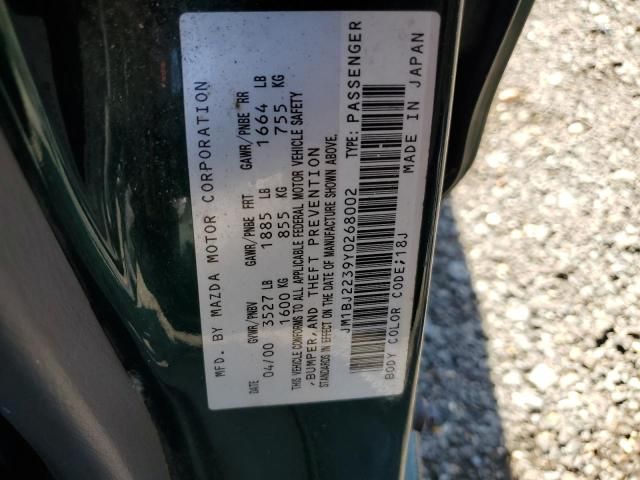 MFD. BY MAZDA MOTOR CORPORATION
GVWR/PNBV GAWR/PNBE FRT GAWR/PNBE RR
DATE 3527 LB 1885 LB 1664 LB
04/00 1600 KG 855 KG 755 KG
THIS VEHICLE CONFORMS TO ALL APPLICABLE FEDERAL MOTOR VEHICLE SAFETY
,BUMPER,AND THEFT PREVENTION
STANDARDS IN EFFECT ON THE DATE OF MANUFACTURE SHOWN ABOVE.
JM1BJ2239Y0268002 TYPE: PASSENGER
BODY COLOR CODE;18J MADE IN JAPAN